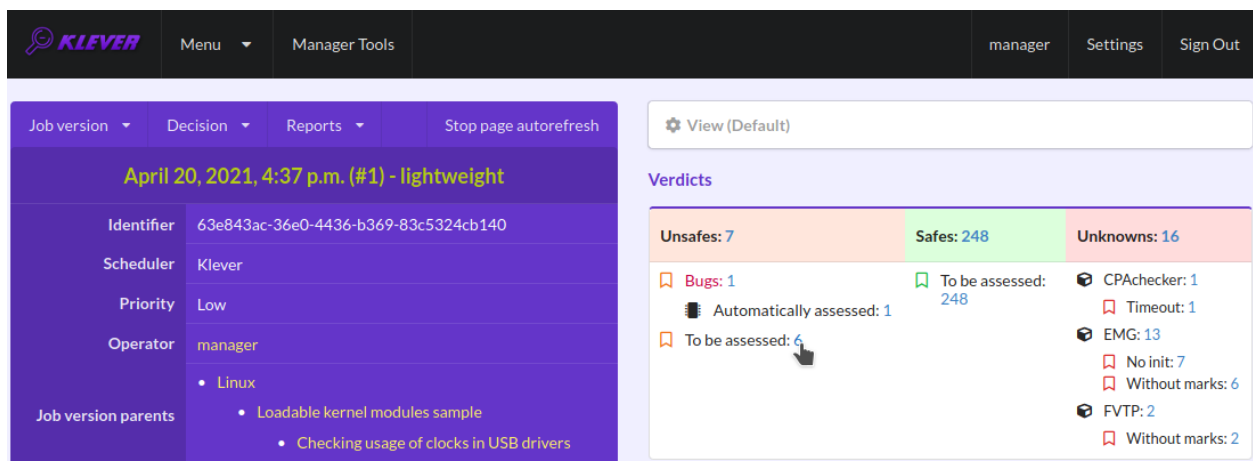 KLEVER Menu Manager Tools manager Settings Sign Out
Job version Decision Reports Stop page autorefresh
April 20, 2021, 4:37 p.m. (#1) - lightweight
Identifier 63e843ac-36e0-4436-b369-83c5324cb140
Scheduler Klever
Priority Low
Operator manager
Job version parents
• Linux
• Loadable kernel modules sample
• Checking usage of clocks in USB drivers
View (Default)
Verdicts
Unsafes: 7
Bugs: 1
Automatically assessed: 1
To be assessed: 6
Safes: 248
To be assessed:
248
Unknowns: 16
CPAchecker: 1
Timeout: 1
EMG: 13
No init: 7
Without marks: 6
FVTP: 2
Without marks: 2